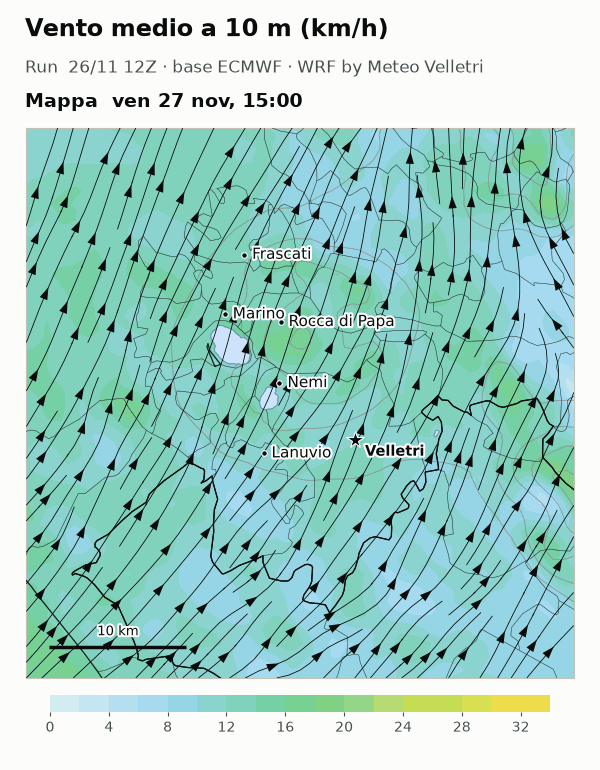 Vento medio a 10 m (km/h)
Run  26/11 12Z · base ECMWF · WRF by Meteo Velletri
Mappa  ven 27 nov, 15:00
Frascati
Marino
Rocca di Papa
Nemi
Velletri
Lanuvio
10 km
0 4 8 12 16 20 24 28 32